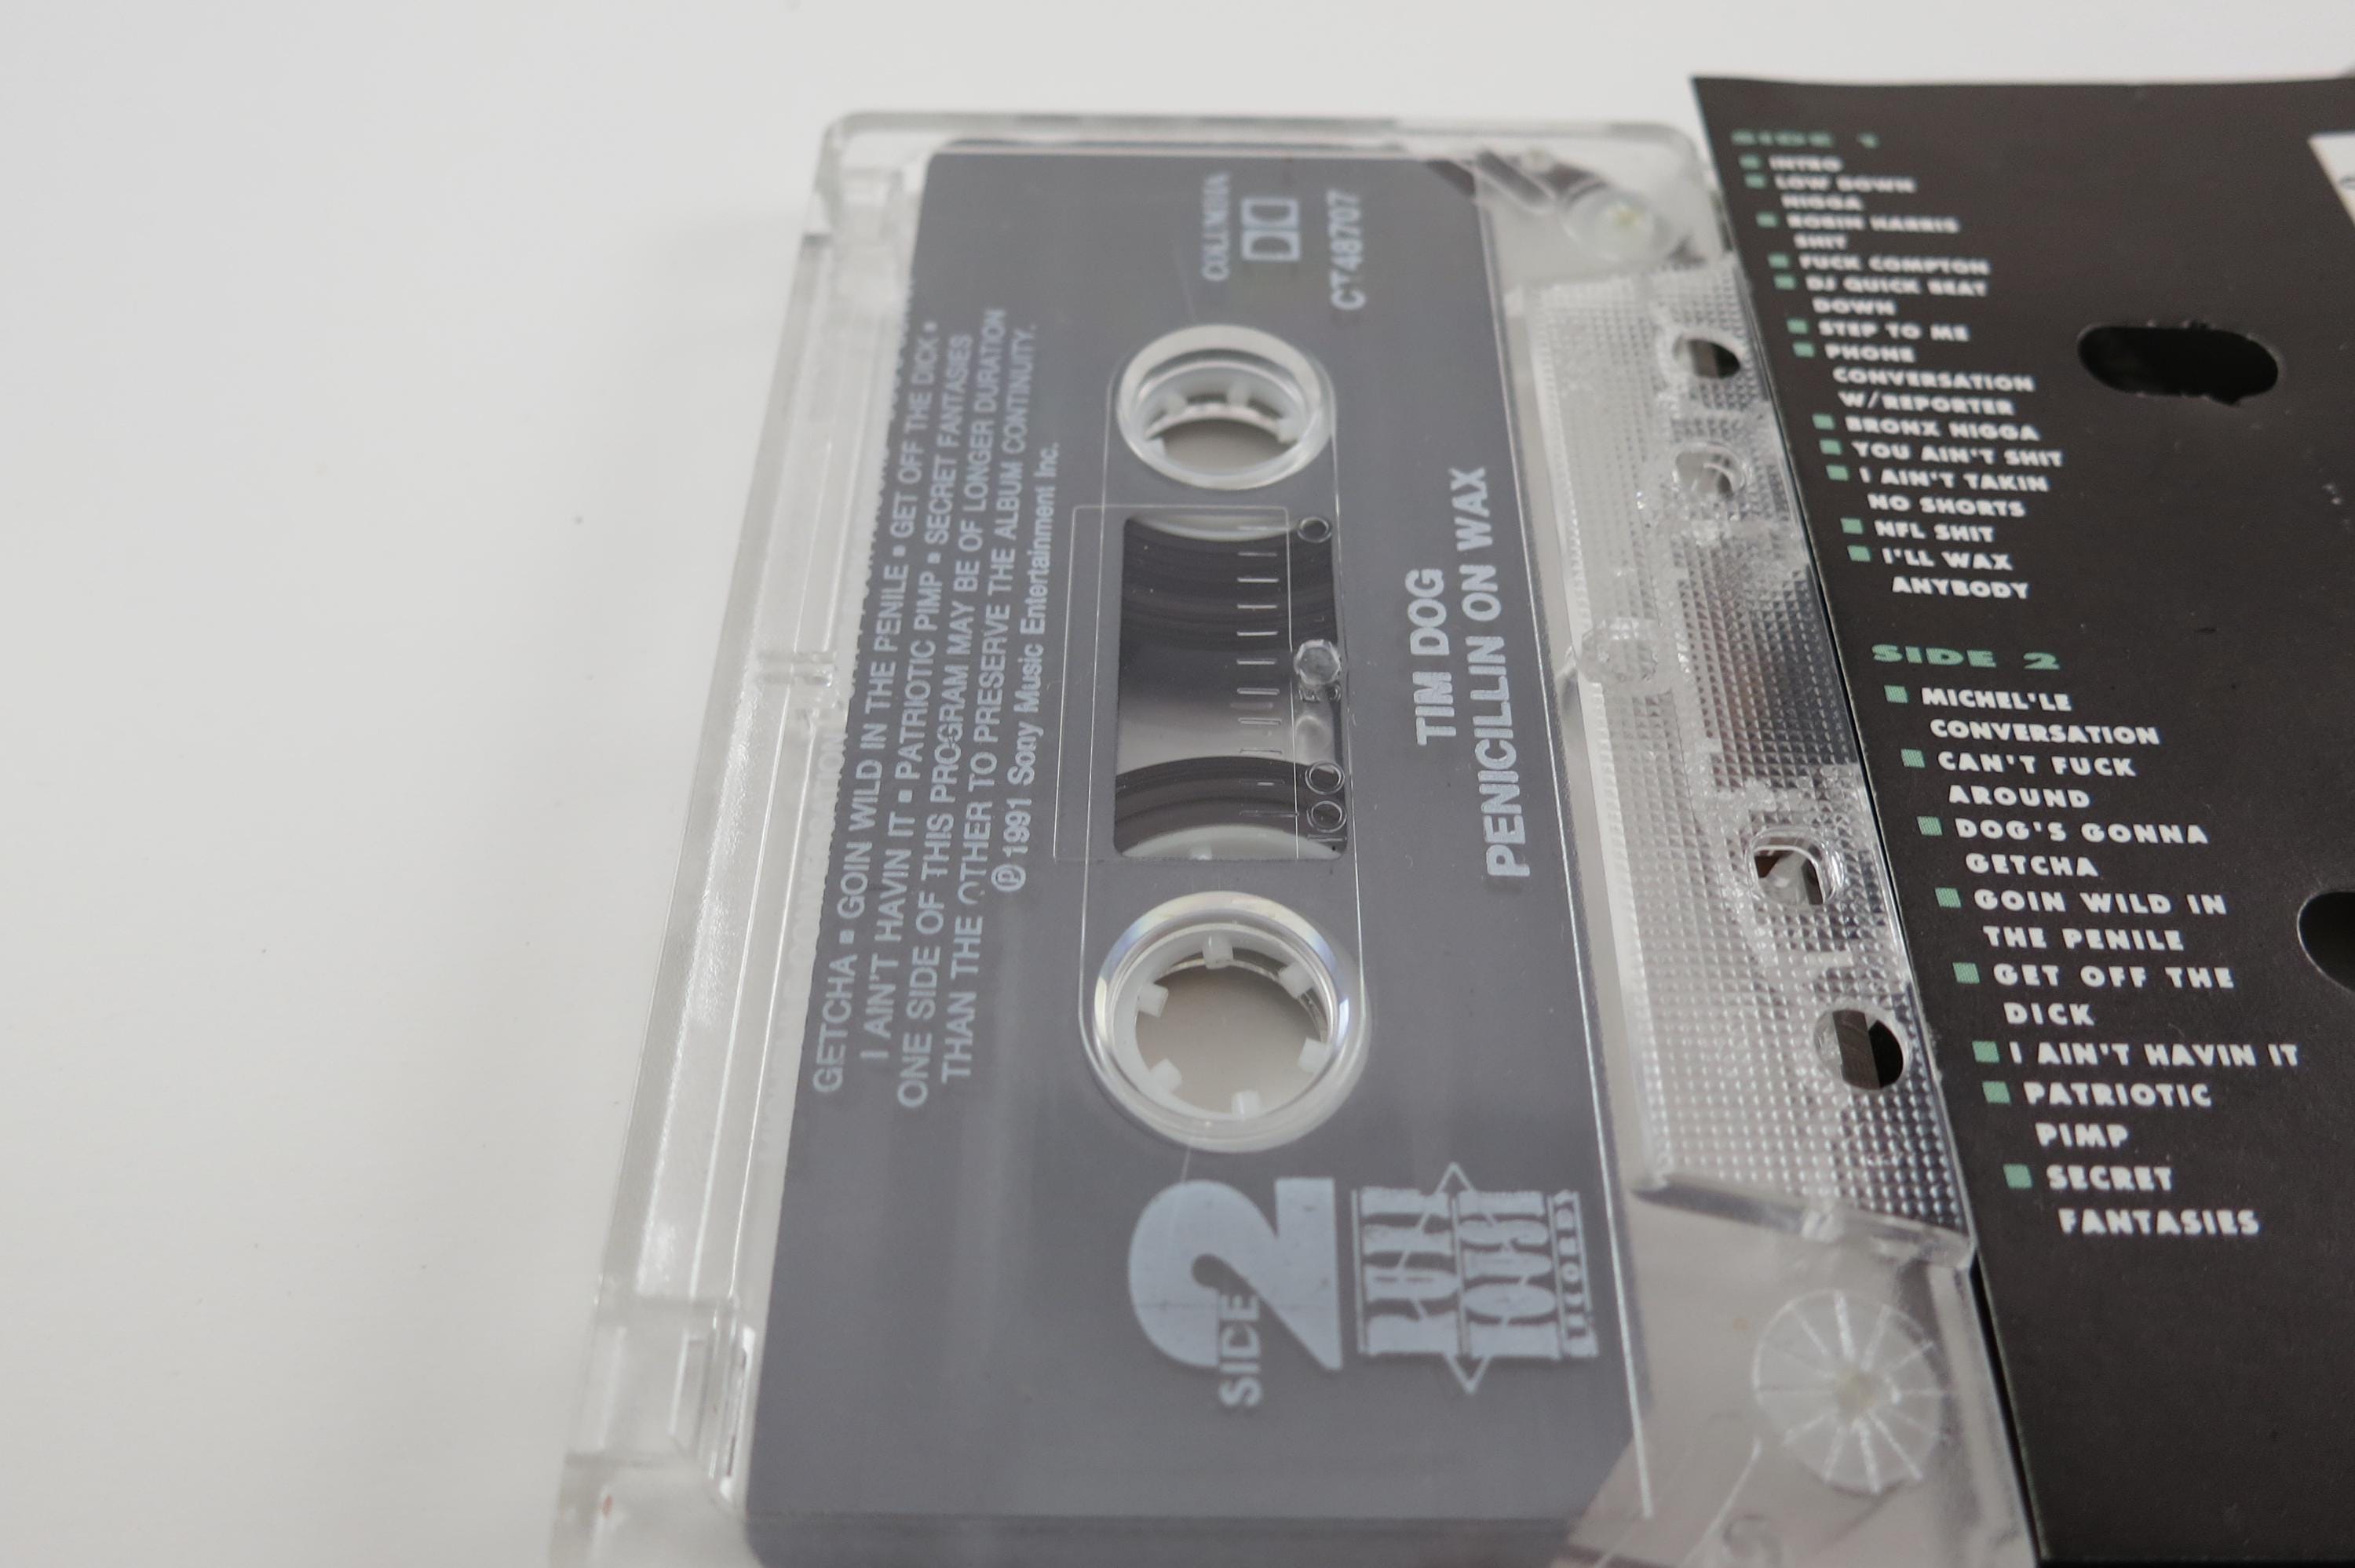 GETCHA ▪ GOIN WILD IN THE PENILE ▪ GET OFF THE DICK ▪
I AIN'T HAVIN IT ▪ PATRIOTIC PIMP ▪ SECRET FANTASIES
ONE SIDE OF THIS PROGRAM MAY BE OF LONGER DURATION
THAN THE OTHER TO PRESERVE THE ALBUM CONTINUITY.
℗ 1991 Sony Music Entertainment Inc.
COLUMBIA
CT 48707
0
50
100
TIM DOG
PENICILLIN ON WAX
SIDE 2
RUFFHOUSE
RECORDS
SIDE 1
INTRO
LOW DOWN
NIGGA
ROBIN HARRIS
SHIT
FUCK COMPTON
DJ QUICK BEAT
DOWN
STEP TO ME
PHONE
CONVERSATION
W/REPORTER
BRONX NIGGA
YOU AIN'T SHIT
I AIN'T TAKIN
NO SHORTS
NFL SHIT
I'LL WAX
ANYBODY
SIDE 2
MICHEL'LE
CONVERSATION
CAN'T FUCK
AROUND
DOG'S GONNA
GETCHA
GOIN WILD IN
THE PENILE
GET OFF THE
DICK
I AIN'T HAVIN IT
PATRIOTIC
PIMP
SECRET
FANTASIES